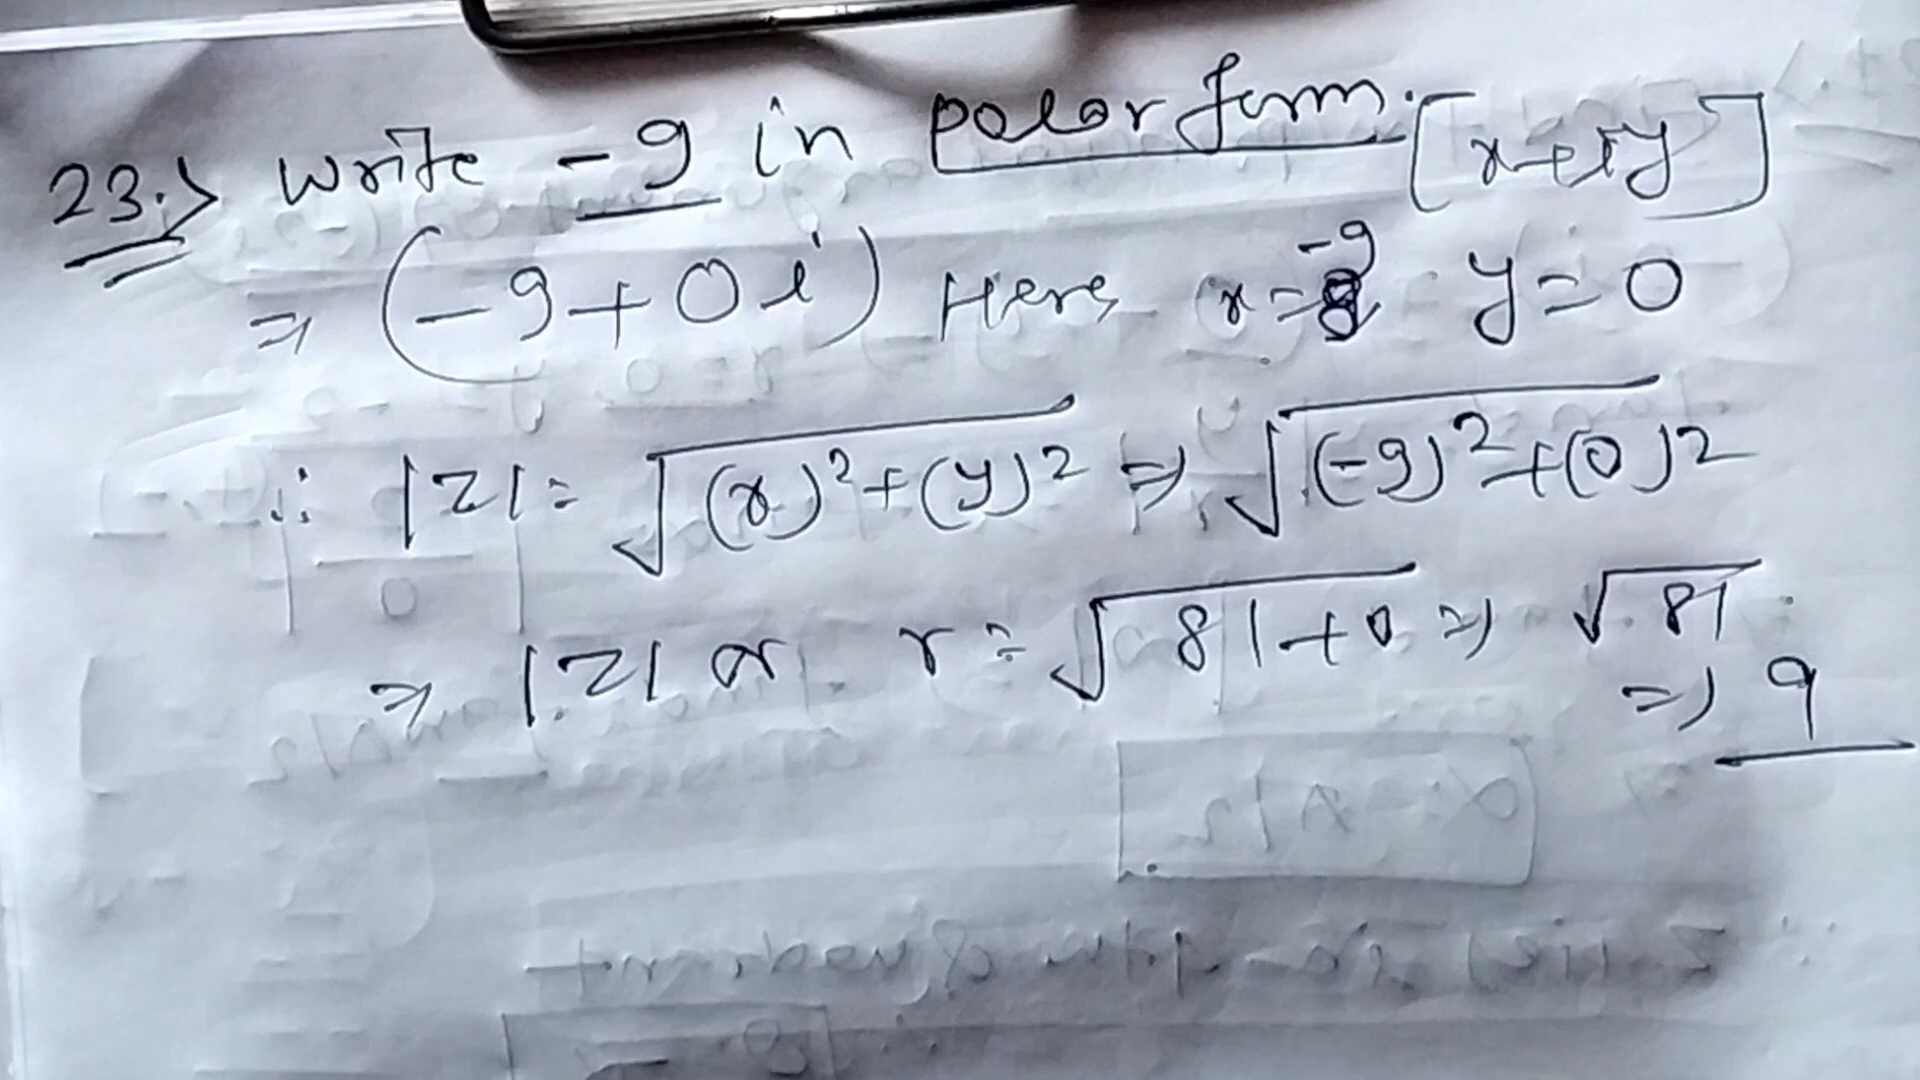 23.> Write -9 in polar form. [x+iy]
⇒ (-9+0i) Here x = -9 y = 0
∴ |z| = √(x)²+(y)² ⇒ √(-9)²+(0)²
⇒ |z| or r = √81+0 ⇒ √81
⇒ 9